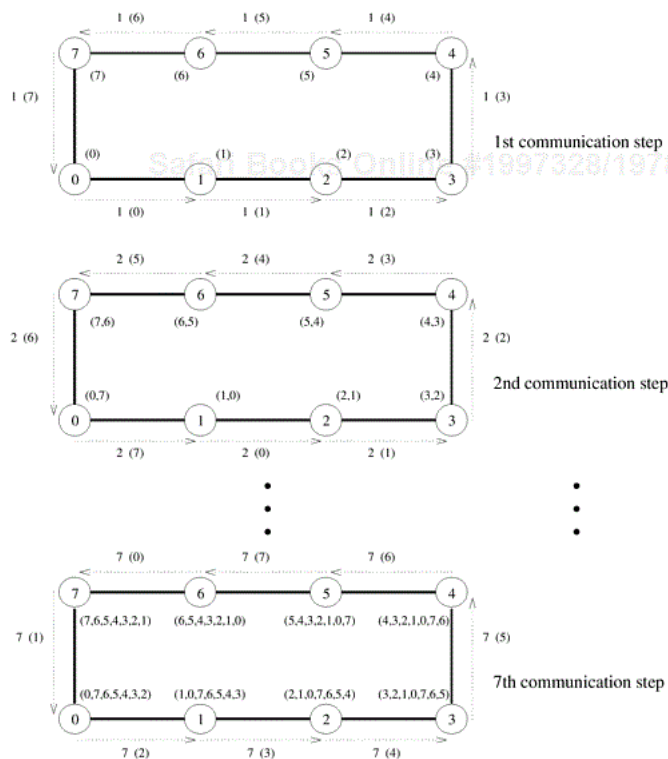 1 (6) 1 (5) 1 (4)
7 6 5 4
(7) (6) (5) (4)
1 (7) 1 (3)
1st communication step
(0) (1) (2) (3)
Safari Books Online #1997328/197
0 1 2 3
1 (0) 1 (1) 1 (2)
2 (5) 2 (4) 2 (3)
7 6 5 4
(7,6) (6,5) (5,4) (4,3)
2 (6) 2 (2)
2nd communication step
(0,7) (1,0) (2,1) (3,2)
0 1 2 3
2 (7) 2 (0) 2 (1)
7 (0) 7 (7) 7 (6)
7 6 5 4
(7,6,5,4,3,2,1) (6,5,4,3,2,1,0) (5,4,3,2,1,0,7) (4,3,2,1,0,7,6)
7 (1) 7 (5)
7th communication step
(0,7,6,5,4,3,2) (1,0,7,6,5,4,3) (2,1,0,7,6,5,4) (3,2,1,0,7,6,5)
0 1 2 3
7 (2) 7 (3) 7 (4)